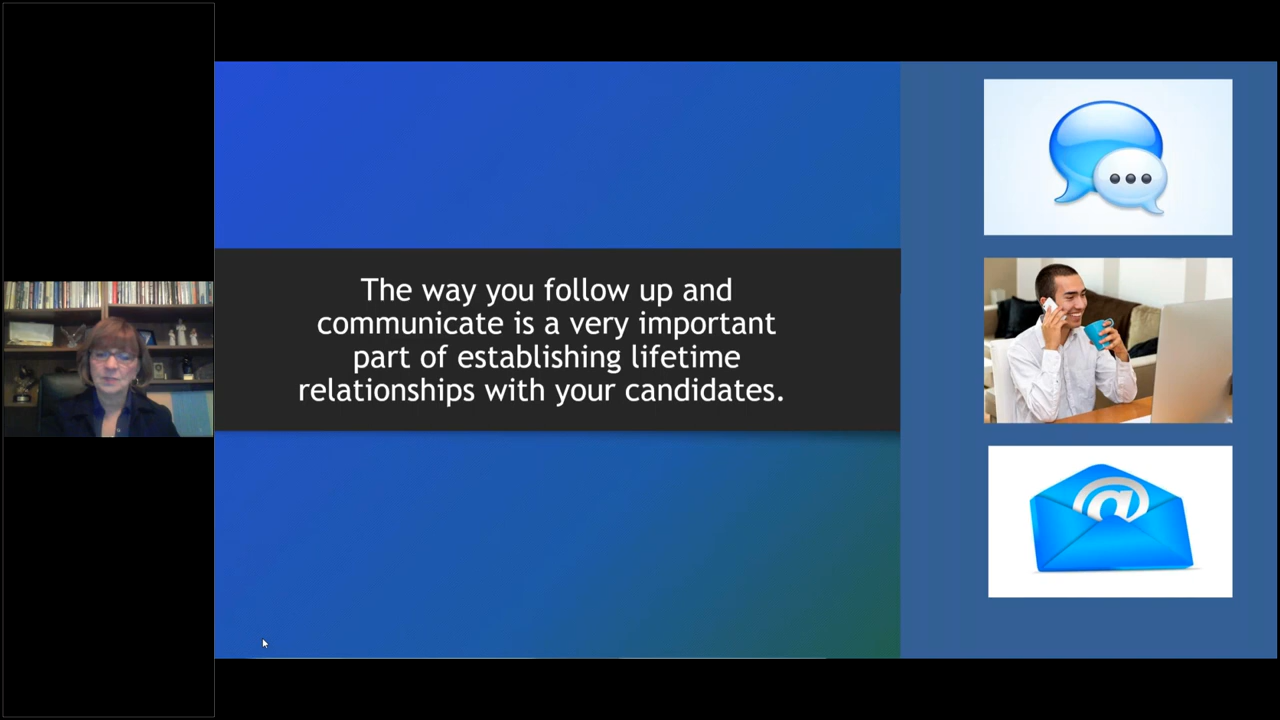 The way you follow up and
communicate is a very important
part of establishing lifetime
relationships with your candidates.
@